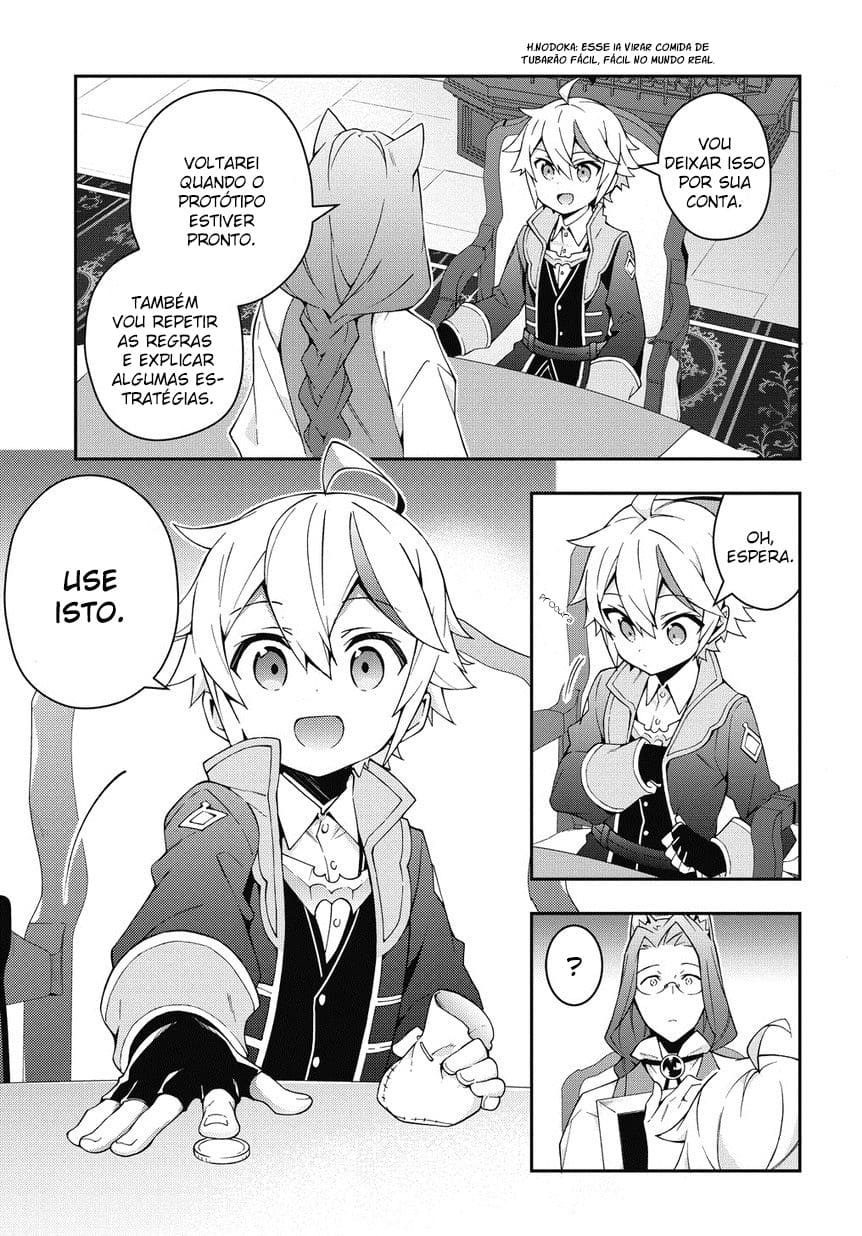 H.NODOKA: ESSE IA VIRAR COMIDA DE
TUBARÃO FÁCIL, FÁCIL NO MUNDO REAL.
VOU
DEIXAR ISSO
POR SUA
CONTA.
VOLTAREI
QUANDO O
PROTÓTIPO
ESTIVER
PRONTO.
TAMBÉM
VOU REPETIR
AS REGRAS
E EXPLICAR
ALGUMAS ES-
TRATÉGIAS.
OH,
ESPERA.
PROCURA
?
USE
ISTO.